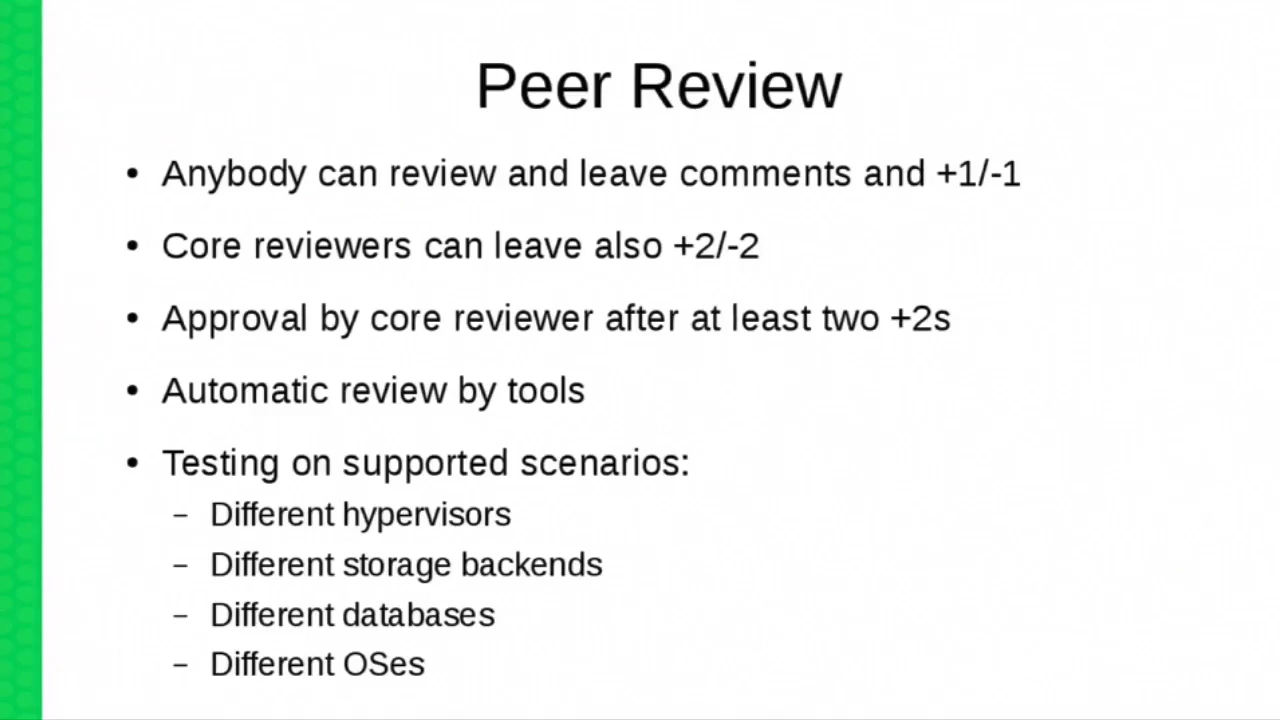 Peer Review
• Anybody can review and leave comments and +1/-1
• Core reviewers can leave also +2/-2
• Approval by core reviewer after at least two +2s
• Automatic review by tools
• Testing on supported scenarios:
– Different hypervisors
– Different storage backends
– Different databases
– Different OSes